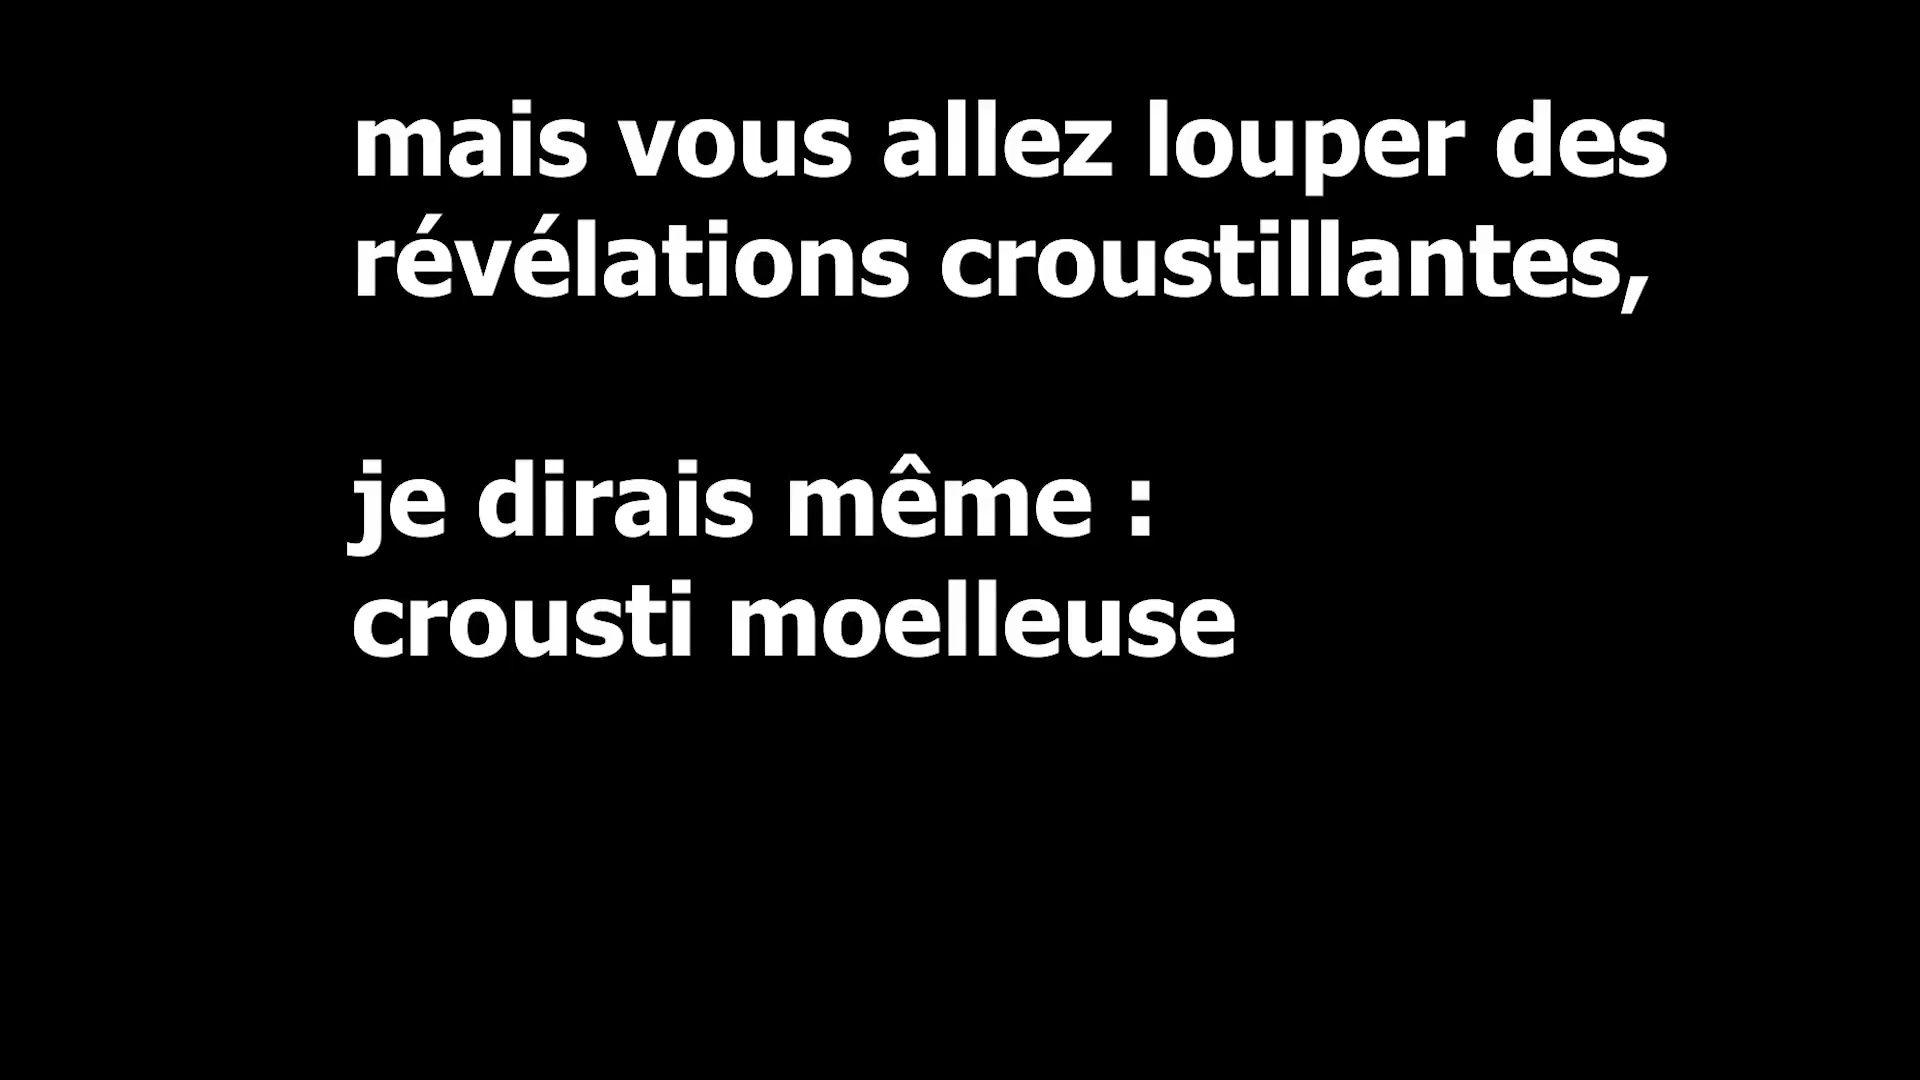 mais vous allez louper des
révélations croustillantes,
je dirais même :
crousti moelleuse